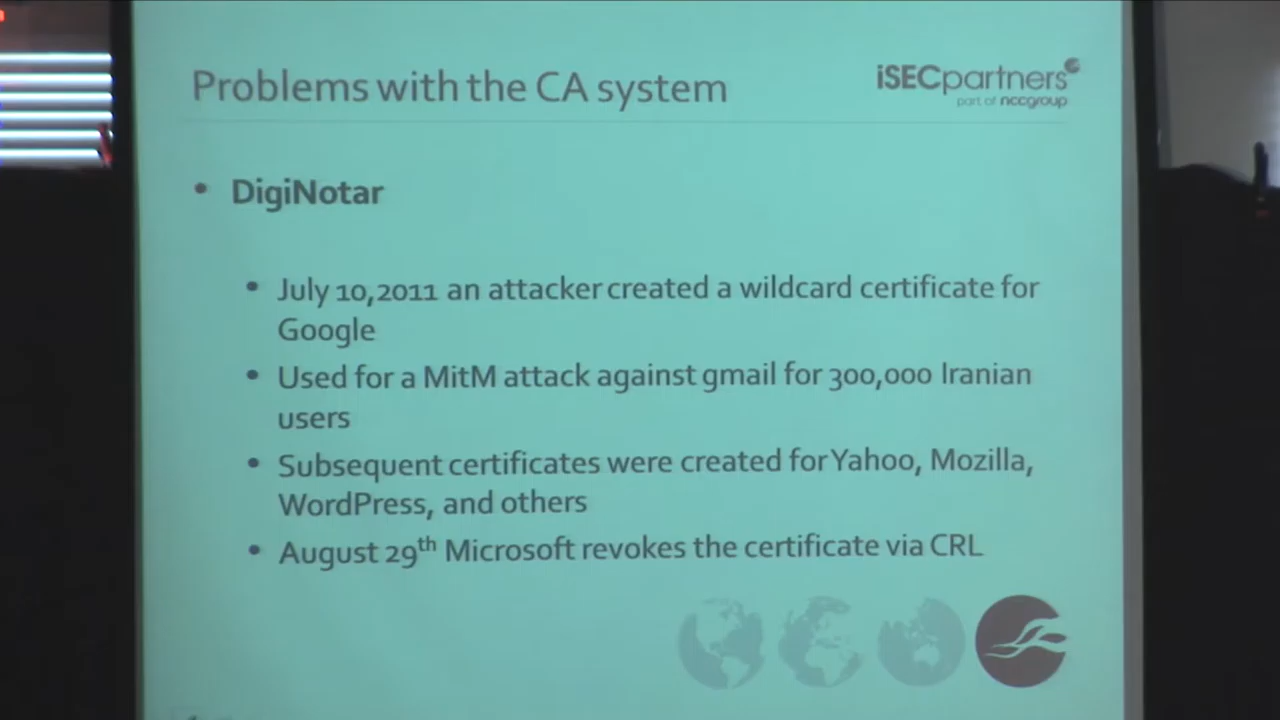 Problems with the CA system
iSECpartners
part of nccgroup
• DigiNotar
• July 10,2011 an attacker created a wildcard certificate for
Google
• Used for a MitM attack against gmail for 300,000 Iranian
users
• Subsequent certificates were created for Yahoo, Mozilla,
WordPress, and others
• August 29th Microsoft revokes the certificate via CRL